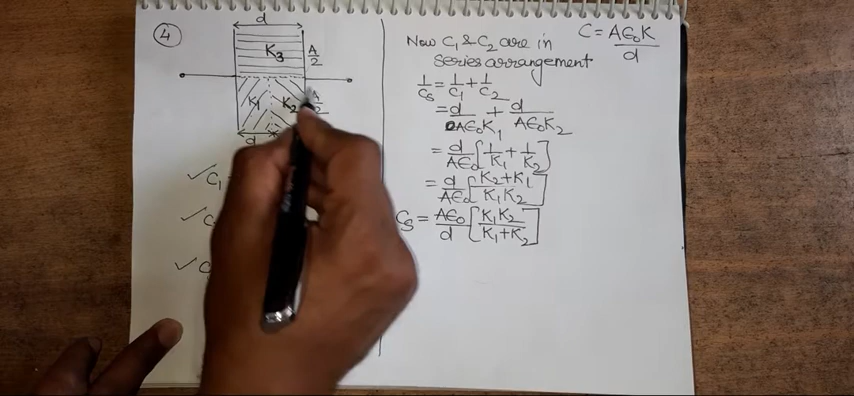 4
d
K3
A/2
K1
K2
A/2
d
✓C1
✓C
✓C
Now C1 & C2 are in
series arrangement
1/Cs = 1/C1 + 1/C2
= d/Aε₀K1 + d/Aε₀K2
= d/Aε₀ [1/K1 + 1/K2]
= d/Aε₀ [K2+K1/K1K2]
Cs = Aε₀/d [K1K2/K1+K2]
C = Aε₀K/d